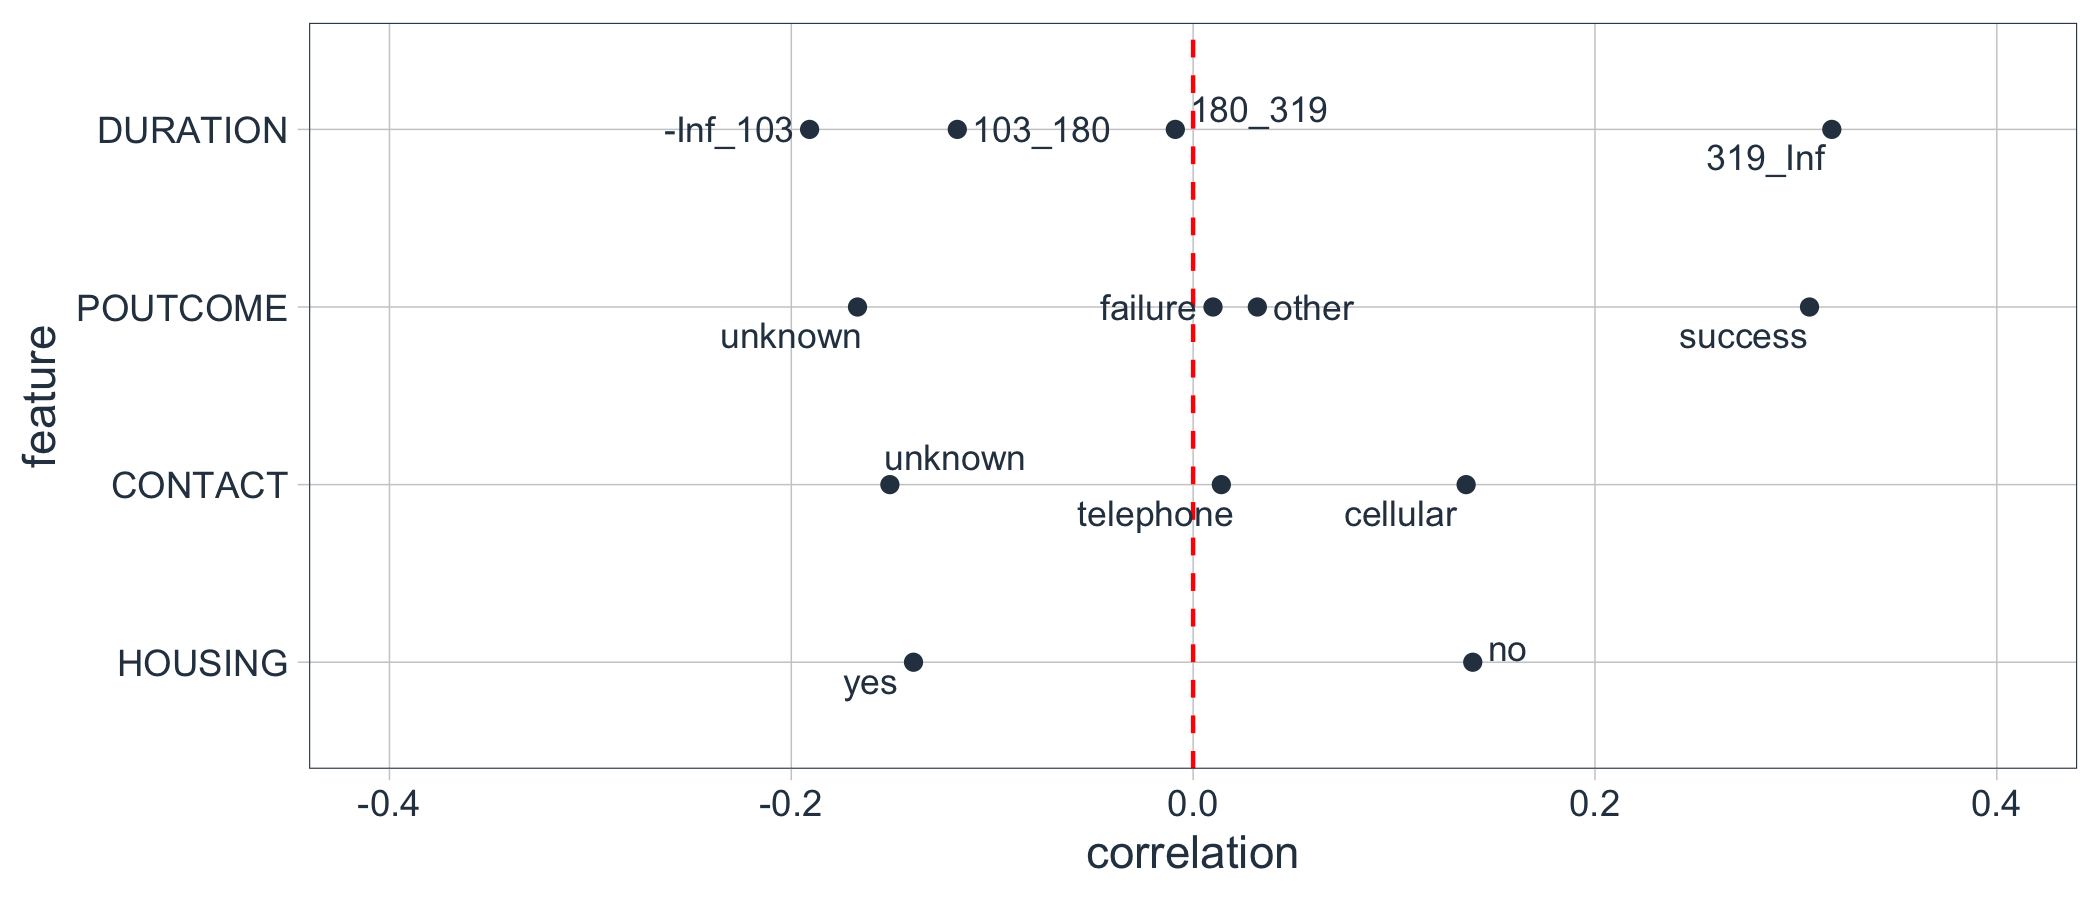 DURATION
-Inf_103
103_180
180_319
319_Inf
POUTCOME
unknown
failure
other
success
CONTACT
unknown
telephone
cellular
HOUSING
yes
no
feature
-0.4
-0.2
0.0
0.2
0.4
correlation